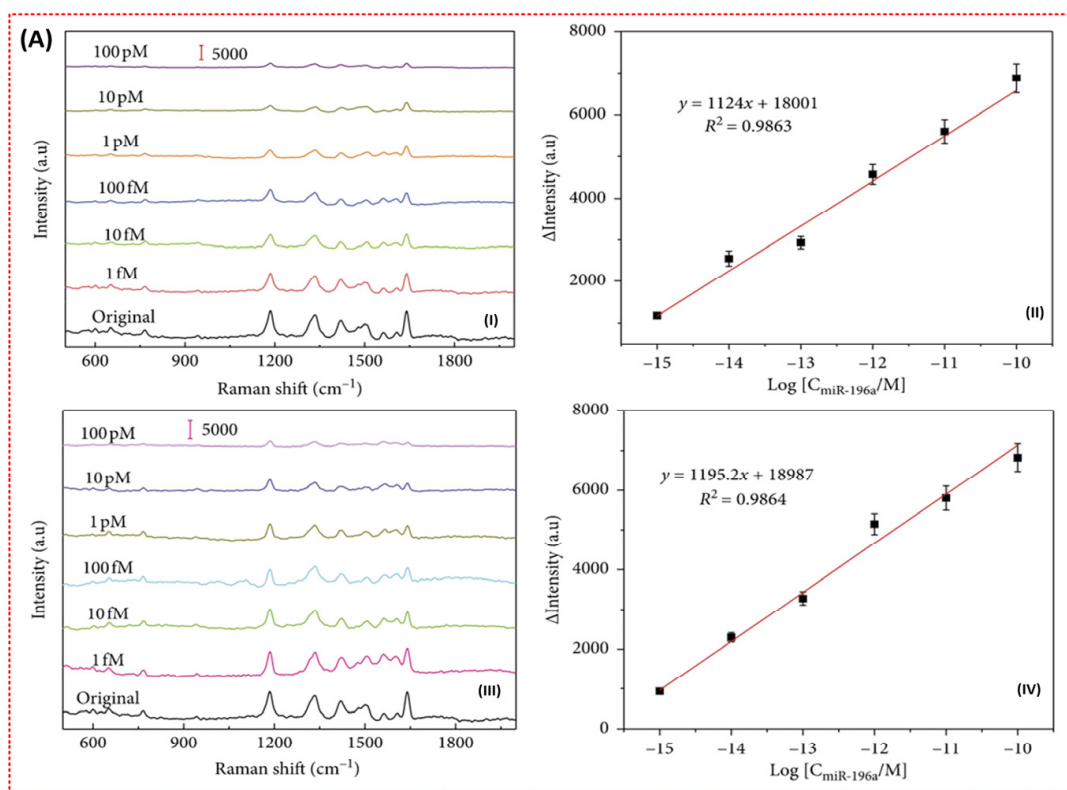 (A)
5000
100 pM
10 pM
1 pM
100 fM
10 fM
1 fM
Original
(I)
Intensity (a.u)
600 900 1200 1500 1800
Raman shift (cm⁻¹)
8000
6000
4000
2000
y = 1124x + 18001
R² = 0.9863
(II)
ΔIntensity (a.u)
−15 −14 −13 −12 −11 −10
Log [CmiR-196a/M]
5000
100 pM
10 pM
1 pM
100 fM
10 fM
1 fM
Original
(III)
Intensity (a.u)
600 900 1200 1500 1800
Raman shift (cm⁻¹)
8000
6000
4000
2000
0
y = 1195.2x + 18987
R² = 0.9864
(IV)
ΔIntensity (a.u)
−15 −14 −13 −12 −11 −10
Log [CmiR-196a/M]